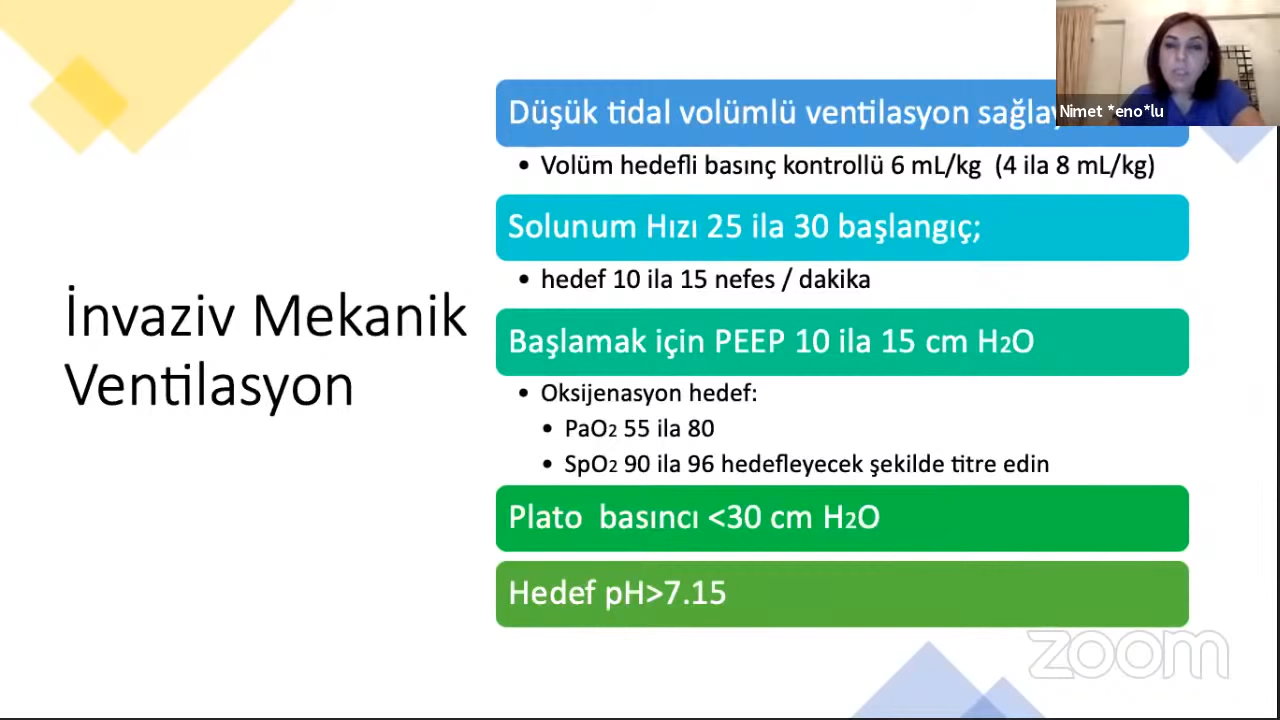 Düşük tidal volümlü ventilasyon
Nimet *eno*lu
• Volüm hedefli basınç kontrollü 6 mL/kg (4 ila 8 mL/kg)
Solunum Hızı 25 ila 30 başlangıç;
• hedef 10 ila 15 nefes / dakika
İnvaziv Mekanik
Ventilasyon
Başlamak için PEEP 10 ila 15 cm H2O
• Oksijenasyon hedef:
• PaO2 55 ila 80
• SpO2 90 ila 96 hedefleyecek şekilde titre edin
Plato basıncı <30 cm H2O
Hedef pH>7.15
zoom